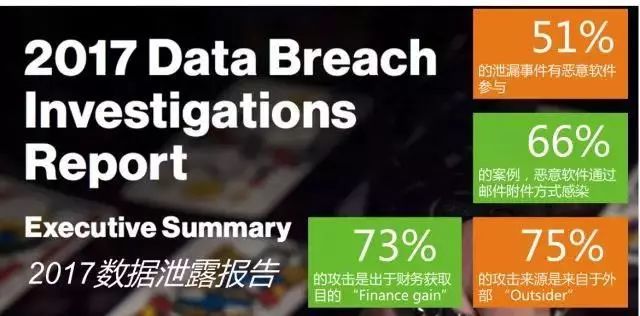 2017 Data Breach
Investigations
Report
Executive Summary
2017数据泄露报告
51%
的泄漏事件有恶意软件
参与
66%
的案例，恶意软件通过
邮件附件方式感染
73%
的攻击是出于财务获取
目的 “Finance gain”
75%
的攻击来源是来自于外
部 “Outsider”